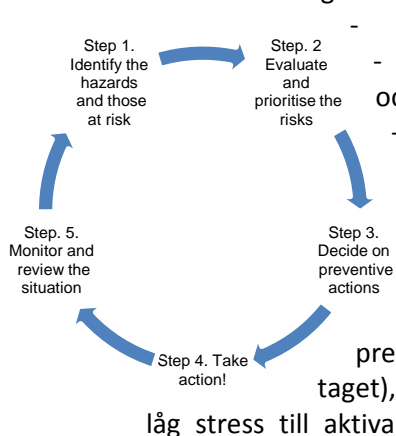 Step 1.
Identify the
hazards
and those
at risk
Step. 2
Evaluate
and
prioritise the
risks
Step 3.
Decide on
preventive
actions
Step 4. Take
action!
Step. 5.
Monitor and
review the
situation
-
-
-
pre
taget),
låg stress till aktiva